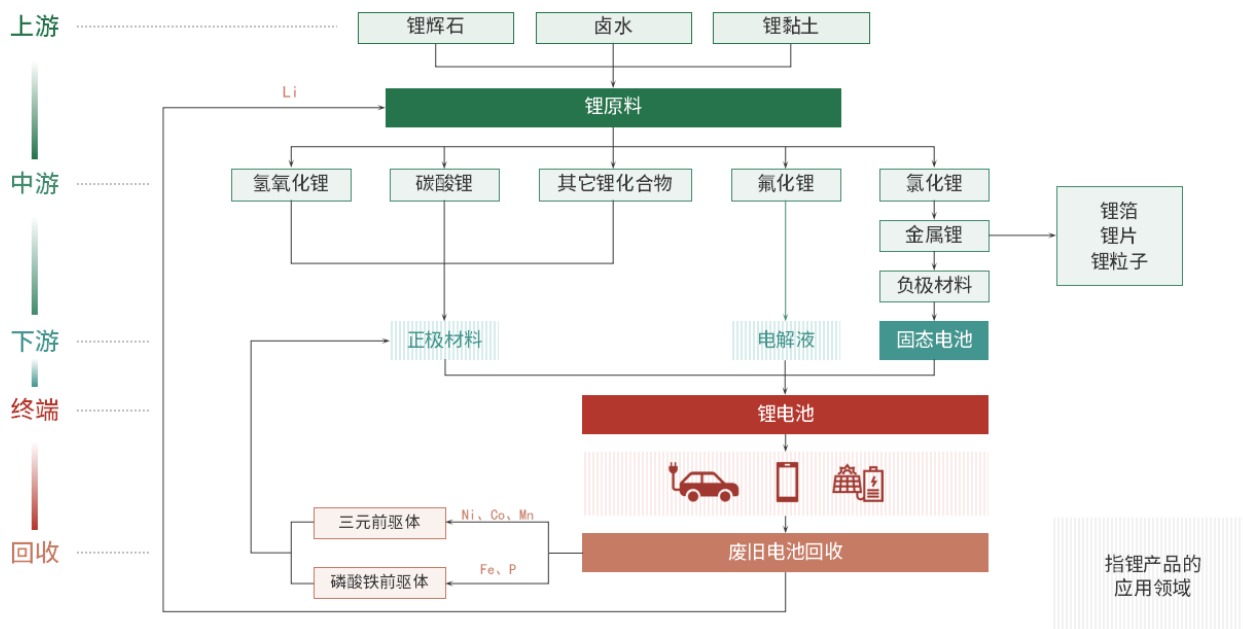 上游
锂辉石
卤水
锂黏土
Li
锂原料
中游
氢氧化锂
碳酸锂
其它锂化合物
氟化锂
氯化锂
金属锂
锂箔
锂片
锂粒子
负极材料
下游
正极材料
电解液
固态电池
终端
锂电池
回收
三元前驱体
Ni、Co、Mn
废旧电池回收
Fe、P
磷酸铁前驱体
指锂产品的
应用领域